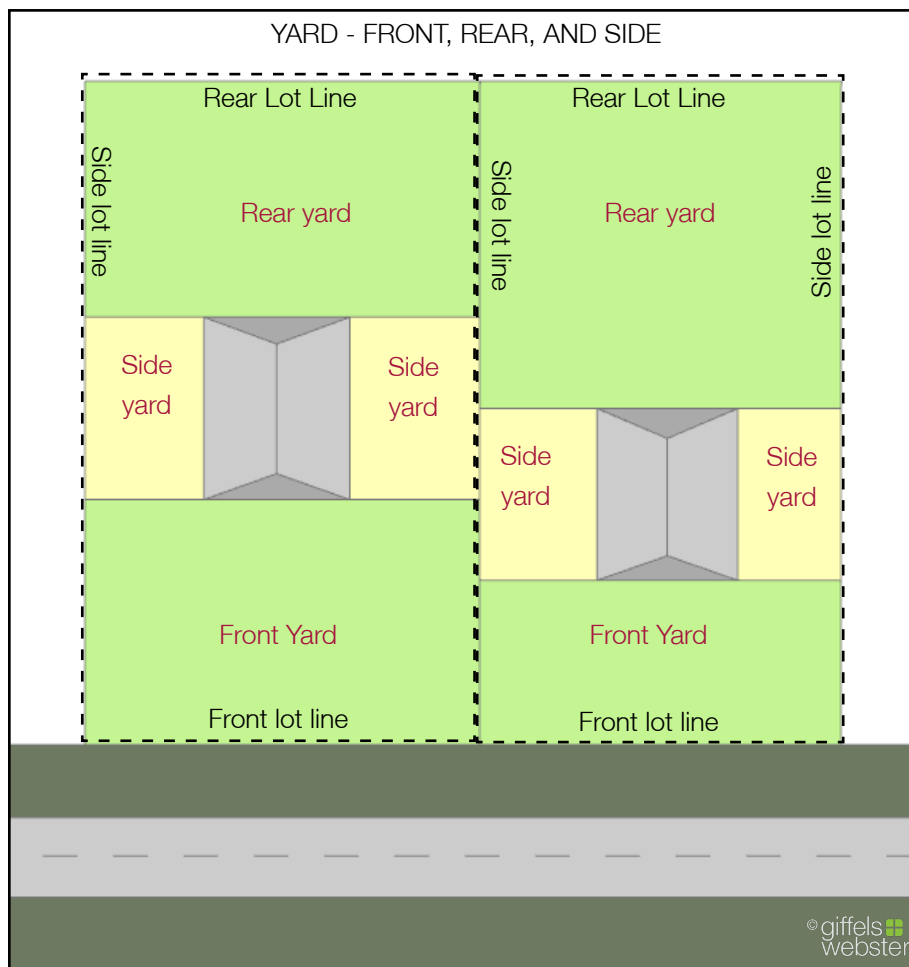 YARD - FRONT, REAR, AND SIDE
Rear Lot Line
Rear Lot Line
Side lot line
Side lot line
Side lot line
Rear yard
Rear yard
Side
yard
Side
yard
Side
yard
Side
yard
Front Yard
Front Yard
Front lot line
Front lot line
© giffels
webster